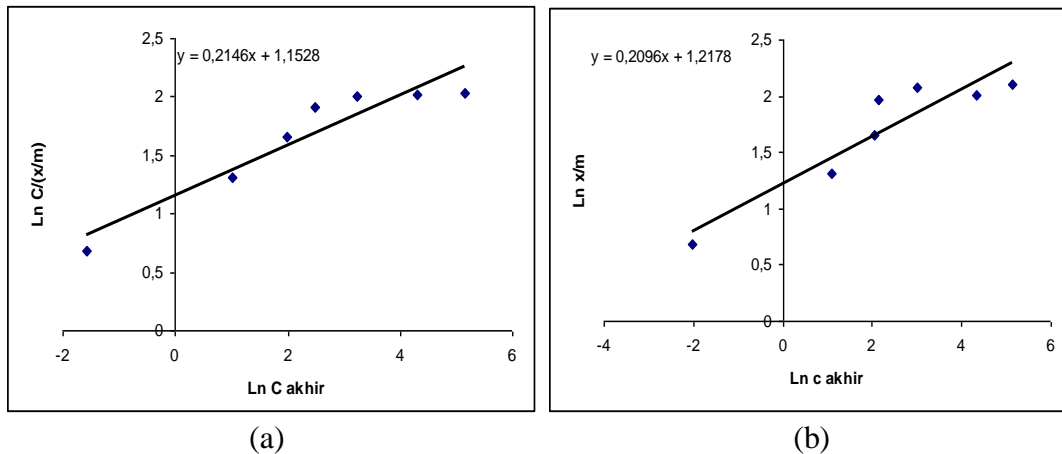 y = 0,2146x + 1,1528
2,5
2
1,5
1
0,5
0
-2
0
2
4
6
Ln C/(x/m)
Ln C akhir
(a)
y = 0,2096x + 1,2178
2,5
2
1,5
1
0,5
0
-4
-2
0
2
4
6
Ln x/m
Ln c akhir
(b)